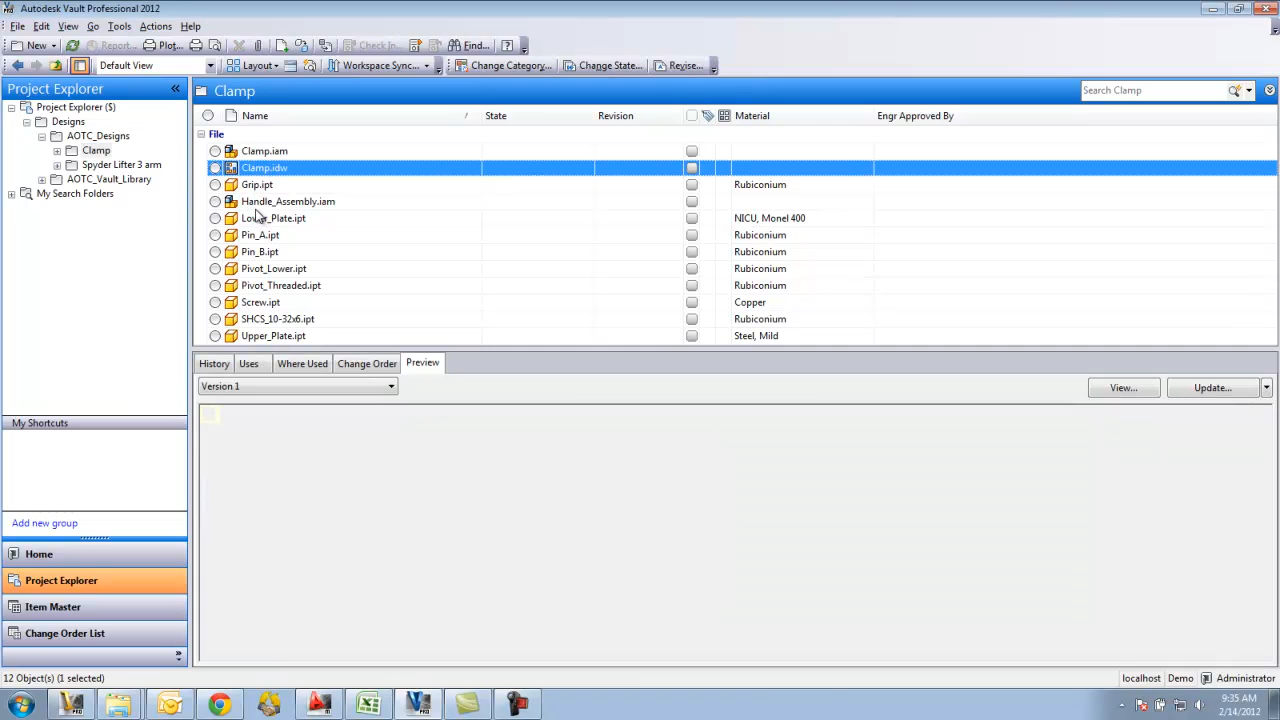 Autodesk Vault Professional 2012
File Edit View Go Tools Actions Help
New Report... Plot... Check In... Find...
Default View Layout Workspace Sync... Change Category... Change State... Revise...
Project Explorer
Project Explorer ($)
Designs
AOTC_Designs
Clamp
Spyder Lifter 3 arm
AOTC_Vault_Library
My Search Folders
My Shortcuts
Add new group
Home
Project Explorer
Item Master
Change Order List
Clamp Search Clamp
Name State Revision Material Engr Approved By
File
Clamp.iam
Clamp.idw
Grip.ipt Rubiconium
Handle_Assembly.iam
Lower_Plate.ipt NICU, Monel 400
Pin_A.ipt Rubiconium
Pin_B.ipt Rubiconium
Pivot_Lower.ipt Rubiconium
Pivot_Threaded.ipt Rubiconium
Screw.ipt Copper
SHCS_10-32x6.ipt Rubiconium
Upper_Plate.ipt Steel, Mild
History Uses Where Used Change Order Preview
Version 1 View... Update...
12 Object(s) (1 selected) localhost Demo Administrator
9:35 AM
2/14/2012